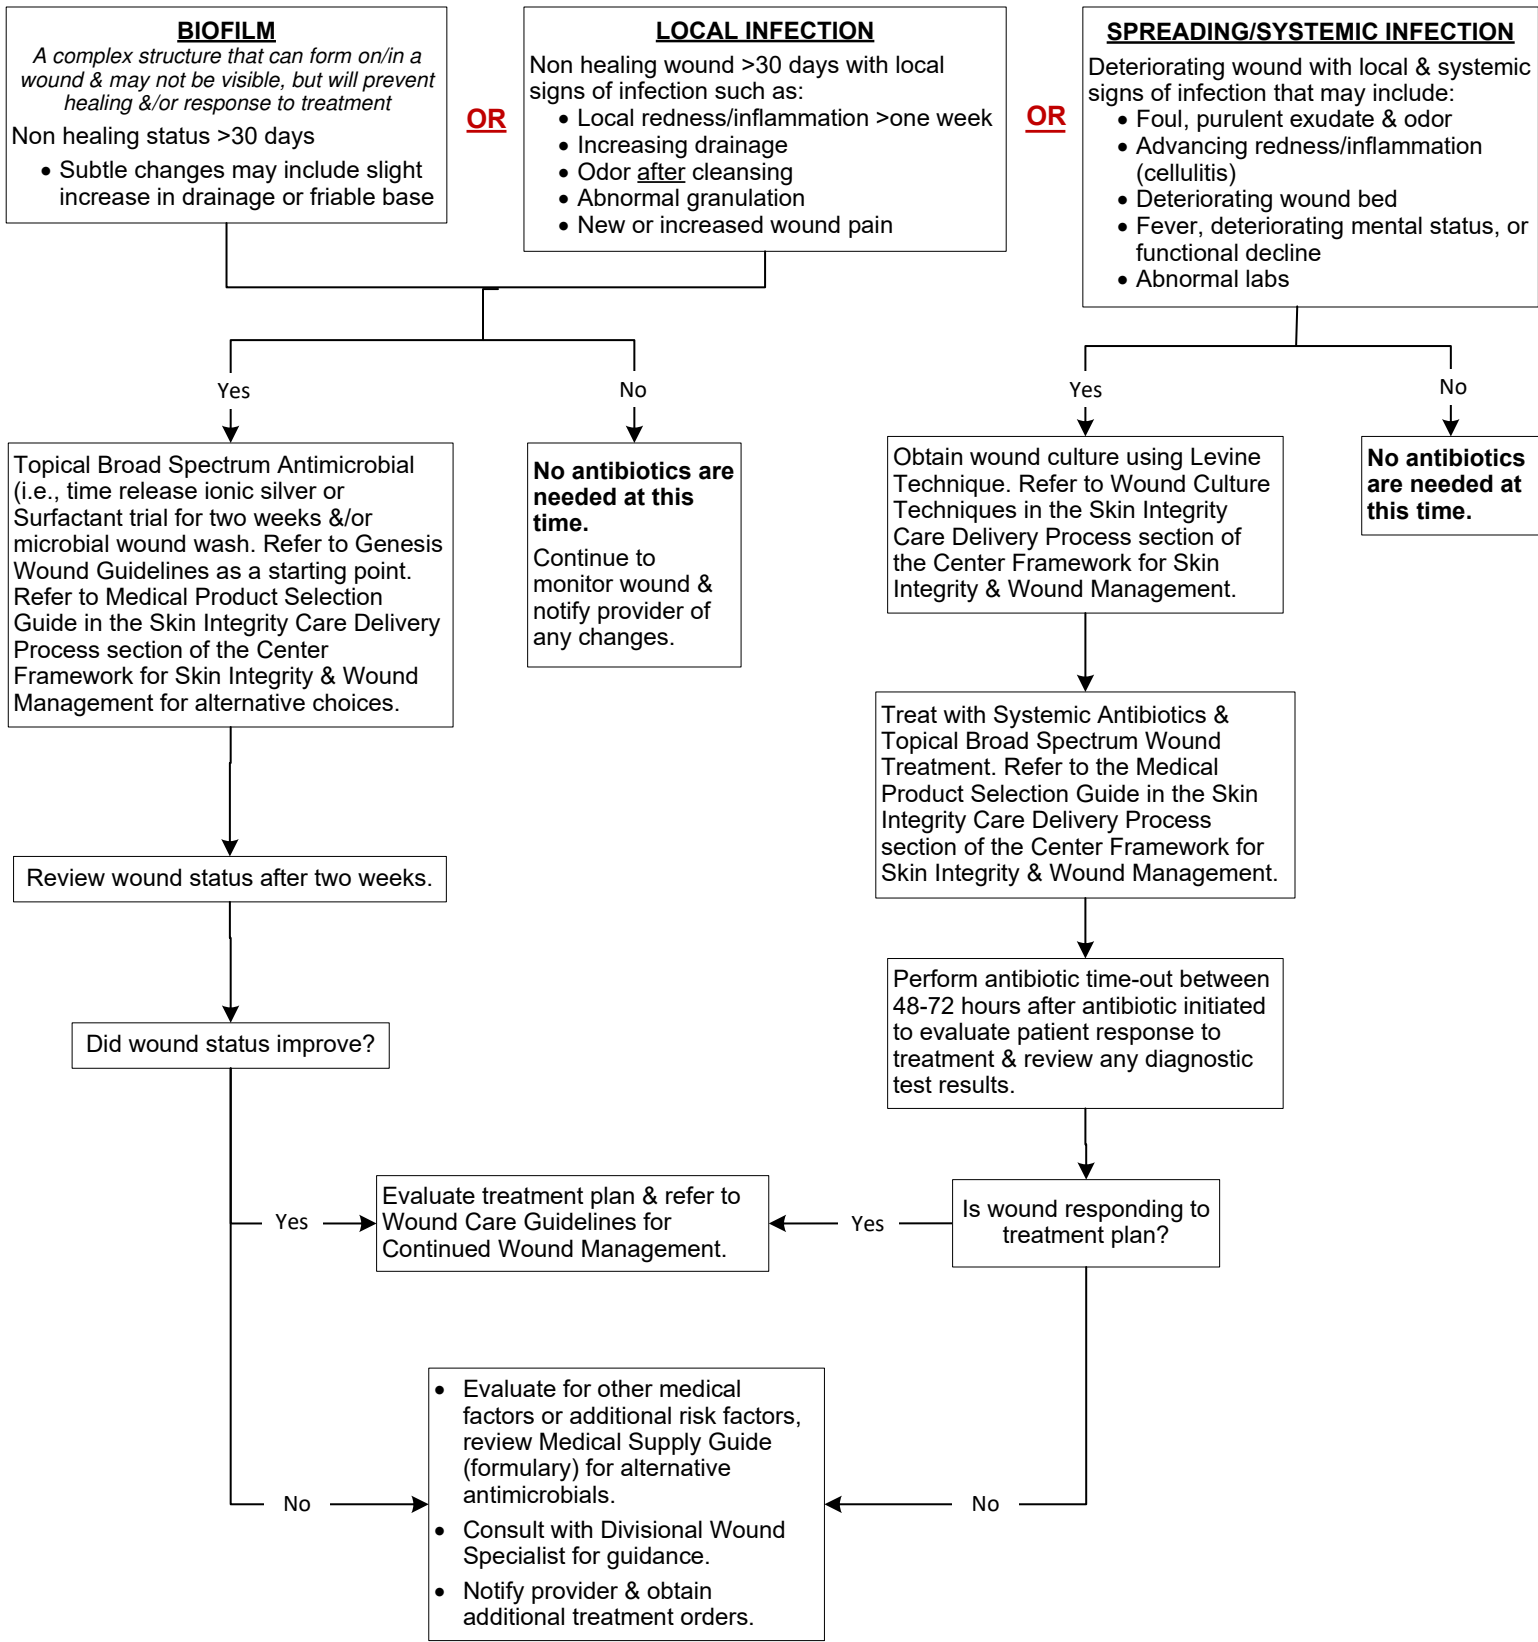 BIOFILM
A complex structure that can form on/in a
wound & may not be visible, but will prevent
healing &/or response to treatment
Non healing status >30 days
• Subtle changes may include slight
increase in drainage or friable base
OR
LOCAL INFECTION
Non healing wound >30 days with local
signs of infection such as:
• Local redness/inflammation >one week
• Increasing drainage
• Odor after cleansing
• Abnormal granulation
• New or increased wound pain
OR
SPREADING/SYSTEMIC INFECTION
Deteriorating wound with local & systemic
signs of infection that may include:
• Foul, purulent exudate & odor
• Advancing redness/inflammation
(cellulitis)
• Deteriorating wound bed
• Fever, deteriorating mental status, or
functional decline
• Abnormal labs
Yes
No
Yes
No
Topical Broad Spectrum Antimicrobial
(i.e., time release ionic silver or
Surfactant trial for two weeks &/or
microbial wound wash. Refer to Genesis
Wound Guidelines as a starting point.
Refer to Medical Product Selection
Guide in the Skin Integrity Care Delivery
Process section of the Center
Framework for Skin Integrity & Wound
Management for alternative choices.
No antibiotics are
needed at this
time.
Continue to
monitor wound &
notify provider of
any changes.
Obtain wound culture using Levine
Technique. Refer to Wound Culture
Techniques in the Skin Integrity
Care Delivery Process section of
the Center Framework for Skin
Integrity & Wound Management.
No antibiotics
are needed at
this time.
Treat with Systemic Antibiotics &
Topical Broad Spectrum Wound
Treatment. Refer to the Medical
Product Selection Guide in the Skin
Integrity Care Delivery Process
section of the Center Framework for
Skin Integrity & Wound Management.
Review wound status after two weeks.
Perform antibiotic time-out between
48-72 hours after antibiotic initiated
to evaluate patient response to
treatment & review any diagnostic
test results.
Did wound status improve?
Yes
Evaluate treatment plan & refer to
Wound Care Guidelines for
Continued Wound Management.
Yes
Is wound responding to
treatment plan?
No
• Evaluate for other medical
factors or additional risk factors,
review Medical Supply Guide
(formulary) for alternative
antimicrobials.
• Consult with Divisional Wound
Specialist for guidance.
• Notify provider & obtain
additional treatment orders.
No